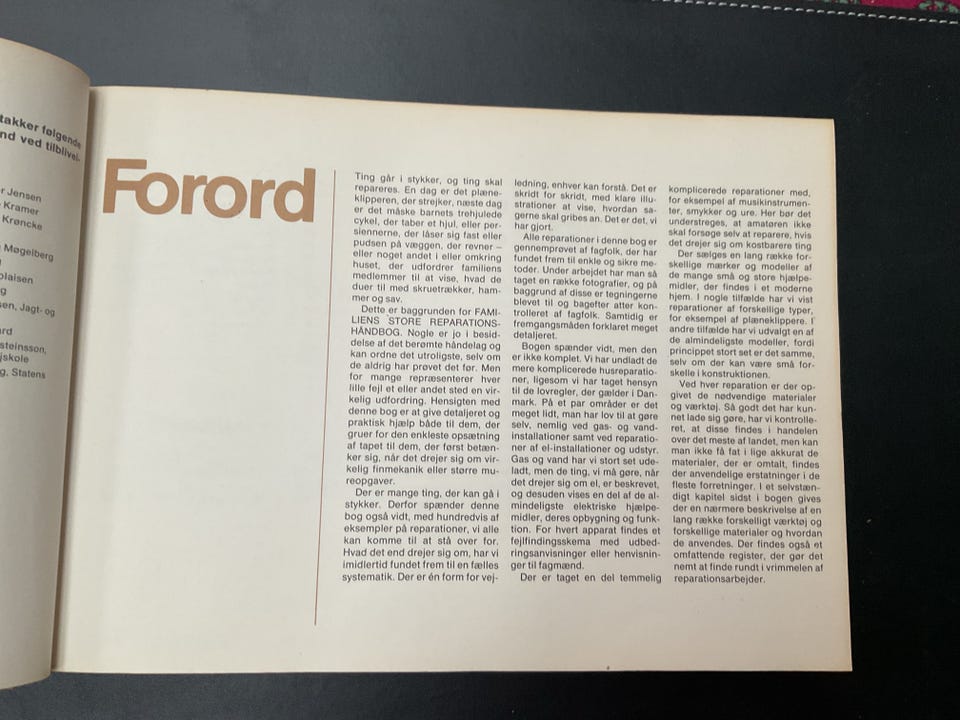 takker følgende
nd ved tilblivel-
r Jensen
Kramer
Krøncke
Møgelberg
olaisen
g
sen, Jagt- og
rd
steinsson,
jskole
g, Statens
Forord
Ting går i stykker, og ting skal
repareres. En dag er det plæne-
klipperen, der strejker, næste dag
er det måske barnets trehjulede
cykel, der taber et hjul, eller per-
siennerne, der låser sig fast eller
pudsen på væggen, der revner –
eller noget andet i eller omkring
huset, der udfordrer familiens
medlemmer til at vise, hvad de
duer til med skruetrækker, ham-
mer og sav.
Dette er baggrunden for FAMI-
LIENS STORE REPARATIONS-
HÅNDBOG. Nogle er jo i besid-
delse af det berømte håndelag og
kan ordne det utroligste, selv om
de aldrig har prøvet det før. Men
for mange repræsenterer hver
lille fejl et eller andet sted en vir-
kelig udfordring. Hensigten med
denne bog er at give detaljeret og
praktisk hjælp både til dem, der
gruer for den enkleste opsætning
af tapet til dem, der først betæn-
ker sig, når det drejer sig om vir-
kelig finmekanik eller større mu-
reopgaver.
Der er mange ting, der kan gå i
stykker. Derfor spænder denne
bog også vidt, med hundredvis af
eksempler på reparationer, vi alle
kan komme til at stå over for.
Hvad det end drejer sig om, har vi
imidlertid fundet frem til en fælles
systematik. Der er én form for vej-
ledning, enhver kan forstå. Det er
skridt for skridt, med klare illu-
strationer at vise, hvordan sa-
gerne skal gribes an. Det er det, vi
har gjort.
Alle reparationer i denne bog er
gennemprøvet af fagfolk, der har
fundet frem til enkle og sikre me-
toder. Under arbejdet har man så
taget en række fotografier, og på
baggrund af disse er tegningerne
blevet til og bagefter atter kon-
trolleret af fagfolk. Samtidig er
fremgangsmåden forklaret meget
detaljeret.
Bogen spænder vidt, men den
er ikke komplet. Vi har undladt de
mere komplicerede husreparatio-
ner, ligesom vi har taget hensyn
til de lovregler, der gælder i Dan-
mark. På et par områder er det
meget lidt, man har lov til at gøre
selv, nemlig ved gas- og vand-
installationer samt ved reparatio-
ner af el-installationer og udstyr.
Gas og vand har vi stort set ude-
ladt, men de ting, vi må gøre, når
det drejer sig om el, er beskrevet,
og desuden vises en del af de al-
mindeligste elektriske hjælpe-
midler, deres opbygning og funk-
tion. For hvert apparat findes et
fejlfindingsskema med udbed-
ringsanvisninger eller henvisnin-
ger til fagmænd.
Der er taget en del temmelig
komplicerede reparationer med,
for eksempel af musikinstrumen-
ter, smykker og ure. Her bør det
understreges, at amatøren ikke
skal forsøge selv at reparere, hvis
det drejer sig om kostbarere ting
Der sælges en lang række for-
skellige mærker og modeller af
de mange små og store hjælpe-
midler, der findes i et moderne
hjem. I nogle tilfælde har vi vist
reparationer af forskellige typer,
for eksempel af plæneklippere. I
andre tilfælde har vi udvalgt en af
de almindeligste modeller, fordi
princippet stort set er det samme,
selv om der kan være små for-
skelle i konstruktionen.
Ved hver reparation er der op-
givet de nødvendige materialer
og værktøj. Så godt det har kun-
net lade sig gøre, har vi kontrolle-
ret, at disse findes i handelen
over det meste af landet, men kan
man ikke få fat i lige akkurat de
materialer, der er omtalt, findes
der anvendelige erstatninger i de
fleste forretninger. I et selvstæn-
digt kapitel sidst i bogen gives
der en nærmere beskrivelse af en
lang række forskelligt værktøj og
forskellige materialer og hvordan
de anvendes. Der findes også et
omfattende register, der gør det
nemt at finde rundt i vrimmelen af
reparationsarbejder.